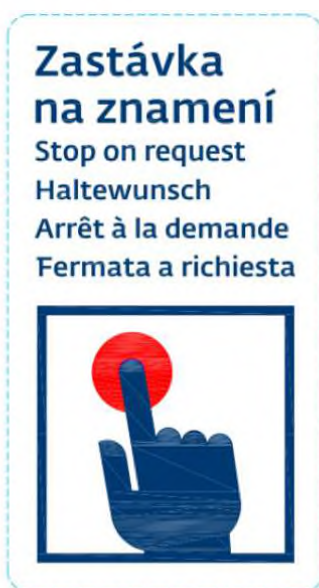 Zastávka
na znamení
Stop on request
Haltewunsch
Arrêt à la demande
Fermata a richiesta